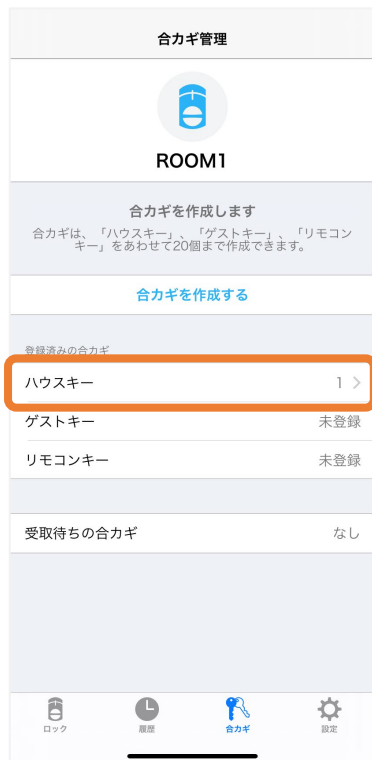 合カギ管理
ROOM1
合カギを作成します
合カギは、「ハウスキー」、「ゲストキー」、「リモコン
キー」をあわせて20個まで作成できます。
合カギを作成する
登録済みの合カギ
ハウスキー 1
ゲストキー 未登録
リモコンキー 未登録
受取待ちの合カギ なし
ロック 履歴 合カギ 設定